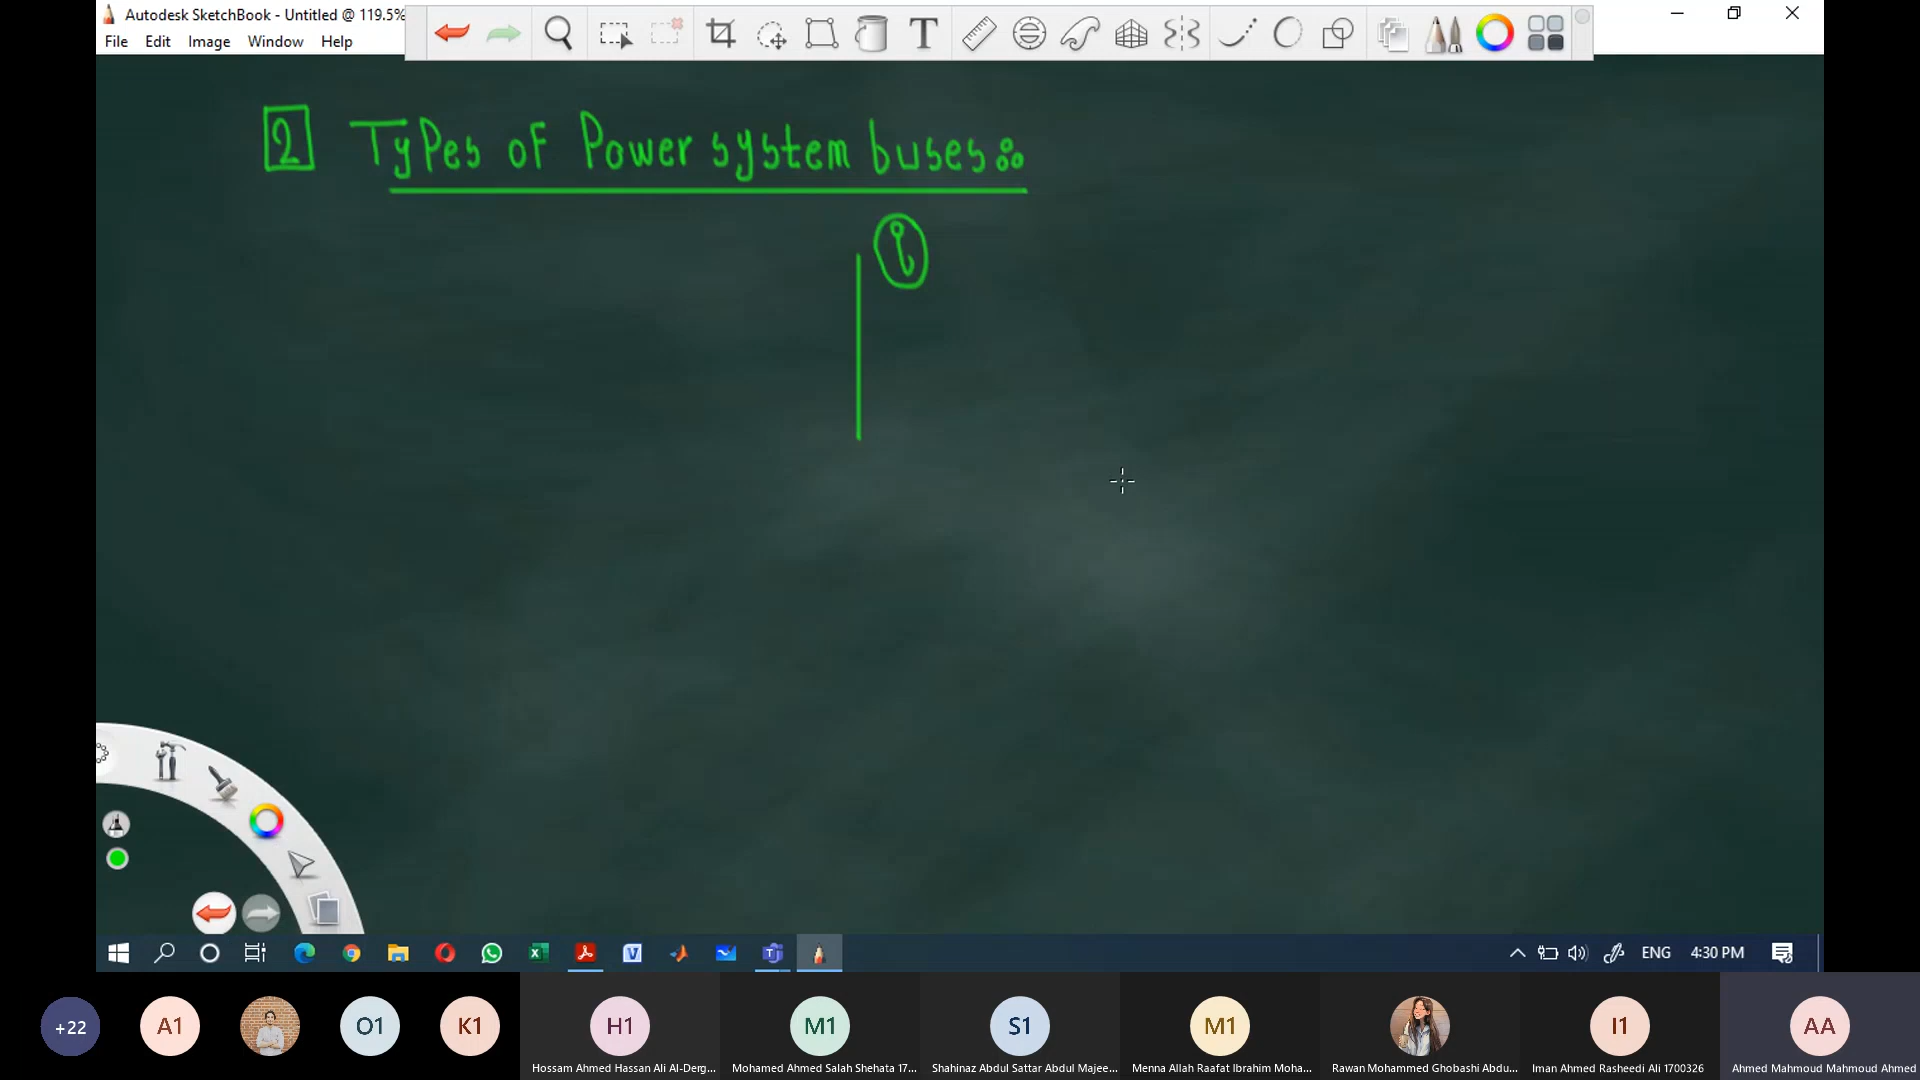 Autodesk SketchBook - Untitled @ 119.5%
File Edit Image Window Help
T
2 Types of Power system buses
i
ENG 4:30 PM
+22
A1
O1
K1
H1
M1
S1
M1
I1
AA
Hossam Ahmed Hassan Ali Al-Derg...
Mohamed Ahmed Salah Shehata 17...
Shahinaz Abdul Sattar Abdul Majee...
Menna Allah Raafat Ibrahim Moha...
Rawan Mohammed Ghobashi Abdu...
Iman Ahmed Rasheedi Ali 1700326
Ahmed Mahmoud Mahmoud Ahmed